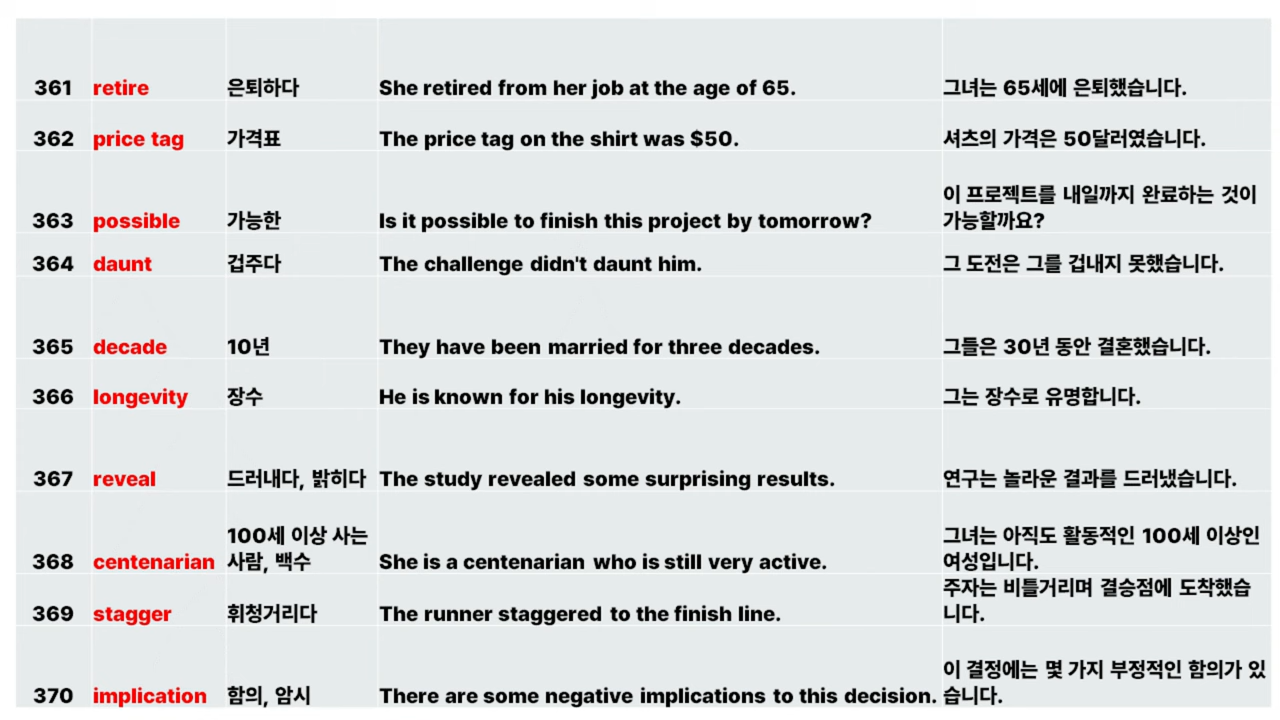 361 retire 은퇴하다 She retired from her job at the age of 65. 그녀는 65세에 은퇴했습니다.
362 price tag 가격표 The price tag on the shirt was $50. 셔츠의 가격은 50달러였습니다.
363 possible 가능한 Is it possible to finish this project by tomorrow? 이 프로젝트를 내일까지 완료하는 것이
가능할까요?
364 daunt 겁주다 The challenge didn't daunt him. 그 도전은 그를 겁내지 못했습니다.
365 decade 10년 They have been married for three decades. 그들은 30년 동안 결혼했습니다.
366 longevity 장수 He is known for his longevity. 그는 장수로 유명합니다.
367 reveal 드러내다, 밝히다 The study revealed some surprising results. 연구는 놀라운 결과를 드러냈습니다.
368 centenarian 100세 이상 사는
사람, 백수 She is a centenarian who is still very active. 그녀는 아직도 활동적인 100세 이상인
여성입니다.
369 stagger 휘청거리다 The runner staggered to the finish line. 주자는 비틀거리며 결승점에 도착했습
니다.
370 implication 함의, 암시 There are some negative implications to this decision. 이 결정에는 몇 가지 부정적인 함의가 있
습니다.